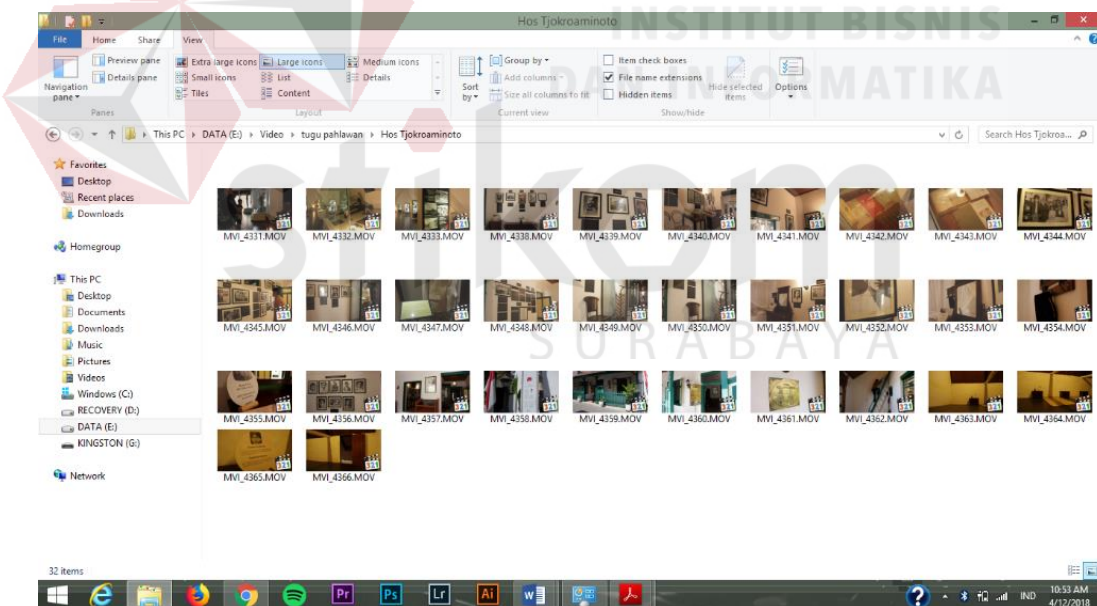 Hos Tjokroaminoto
INSTITUT BISNIS
DAN INFORMATIKA
stikom
SURABAYA
File Home Share View
Navigation pane
Preview pane
Details pane
Panes
Extra large icons Large icons Medium icons
Small icons List Details
Tiles Content
Layout
Sort by
Group by
Add columns
Size all columns to fit
Current view
Item check boxes
File name extensions
Hidden items
Hide selected items
Options
Show/hide
This PC DATA (E:) Video tugu pahlawan Hos Tjokroaminoto
Search Hos Tjokroa...
Favorites
Desktop
Recent places
Downloads
Homegroup
This PC
Desktop
Documents
Downloads
Music
Pictures
Videos
Windows (C:)
RECOVERY (D:)
DATA (E:)
KINGSTON (G:)
Network
MVI_4331.MOV MVI_4332.MOV MVI_4333.MOV MVI_4338.MOV MVI_4339.MOV MVI_4340.MOV MVI_4341.MOV MVI_4342.MOV MVI_4343.MOV MVI_4344.MOV
MVI_4345.MOV MVI_4346.MOV MVI_4347.MOV MVI_4348.MOV MVI_4349.MOV MVI_4350.MOV MVI_4351.MOV MVI_4352.MOV MVI_4353.MOV MVI_4354.MOV
MVI_4355.MOV MVI_4356.MOV MVI_4357.MOV MVI_4358.MOV MVI_4359.MOV MVI_4360.MOV MVI_4361.MOV MVI_4362.MOV MVI_4363.MOV MVI_4364.MOV
MVI_4365.MOV MVI_4366.MOV
32 items
Pr Ps Lr Ai
IND
10:53 AM
4/12/2018